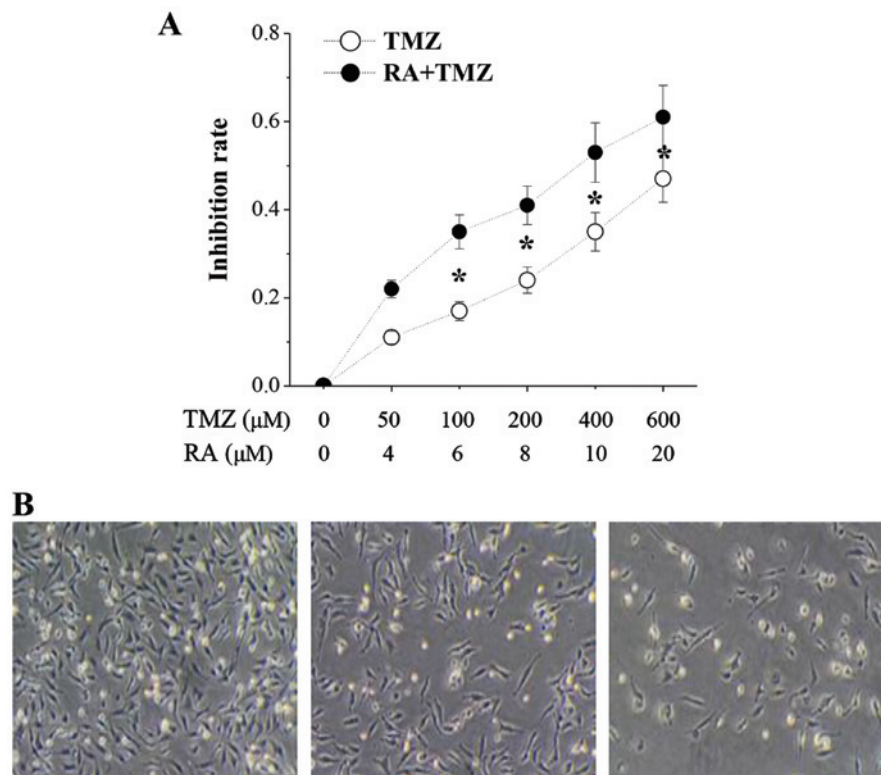 A
0.8
TMZ
RA+TMZ
0.6
0.4
0.2
0.0
Inhibition rate
*
*
*
*
TMZ (μM) 0 50 100 200 400 600
RA (μM) 0 4 6 8 10 20
B